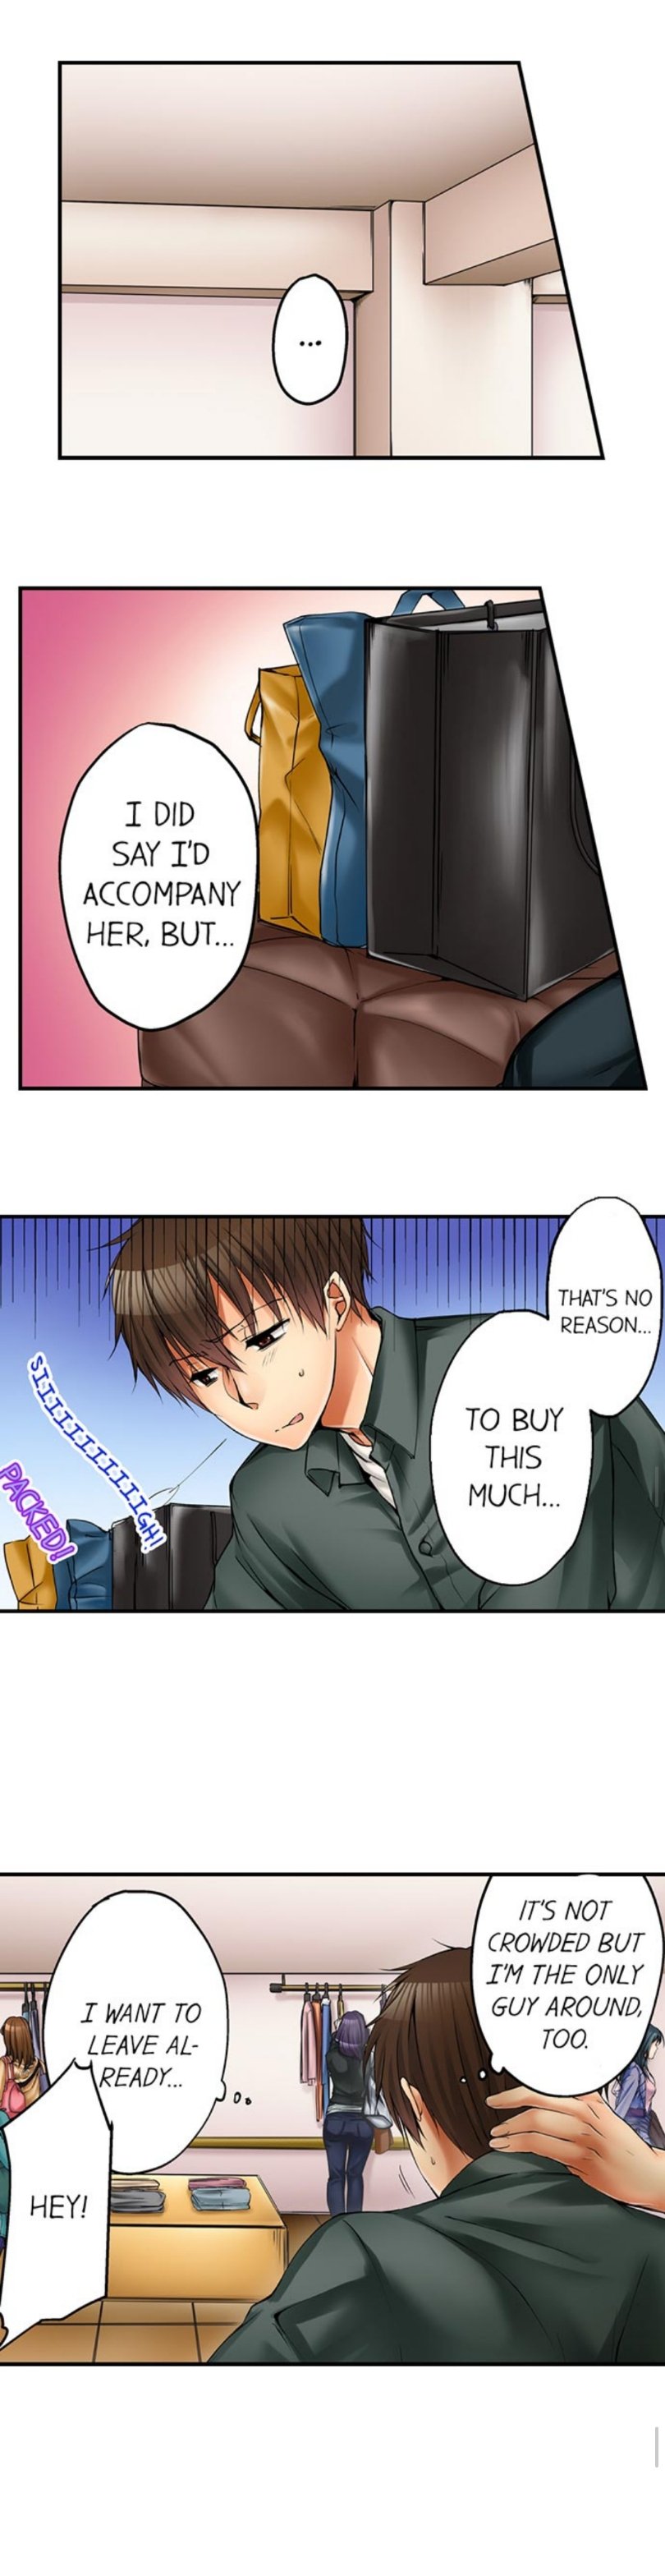 ...
I DID
SAY I'D
ACCOMPANY
HER, BUT...
THAT'S NO
REASON...
TO BUY
THIS
MUCH...
SIIIIIIIIIIIGH!
PACKED!
IT'S NOT
CROWDED BUT
I'M THE ONLY
GUY AROUND,
TOO.
I WANT TO
LEAVE AL-
READY...
HEY!